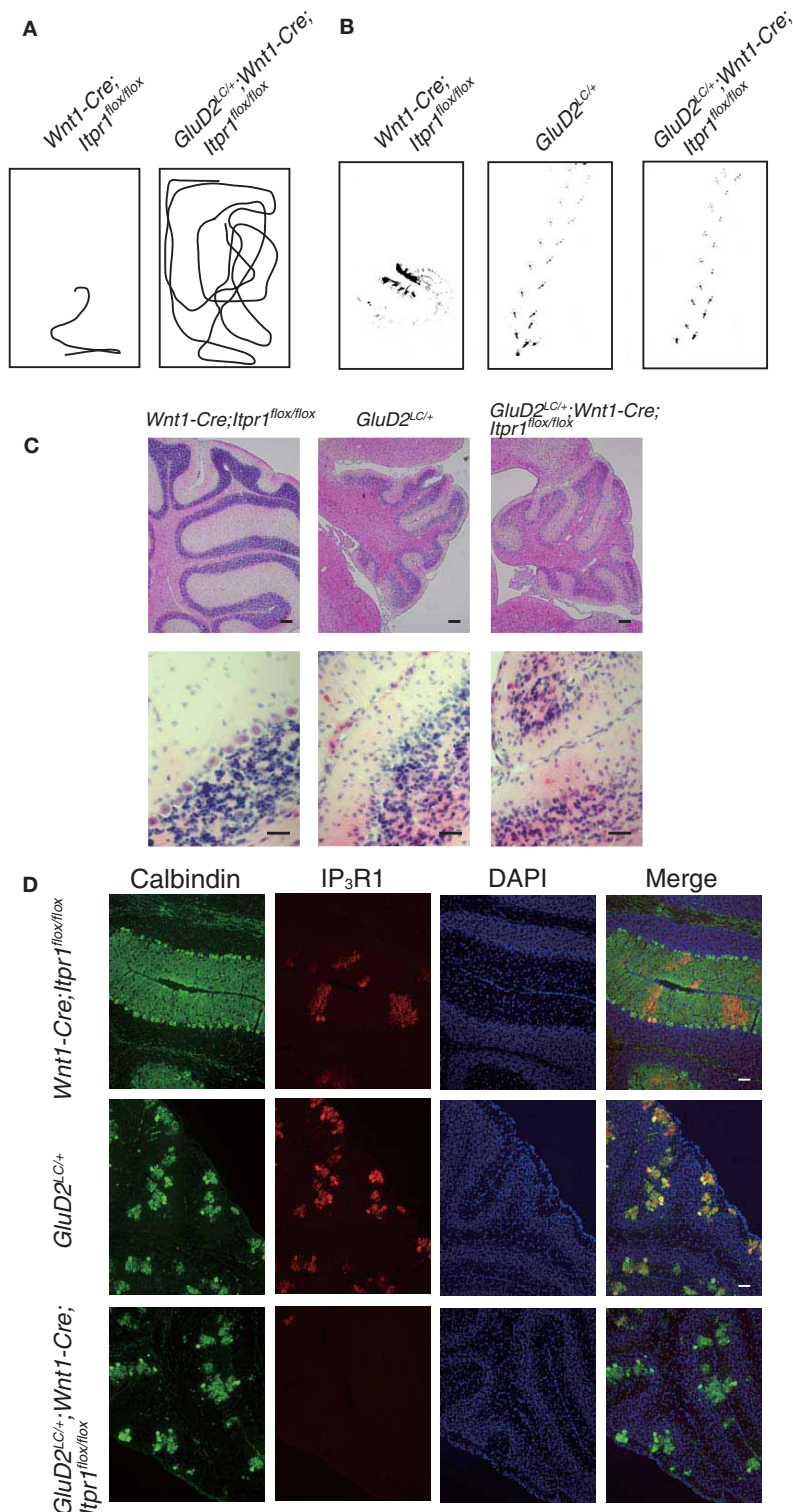 A
Wnt1-Cre;
Itpr1flox/flox
GluD2LC/+;Wnt1-Cre;
Itpr1flox/flox
B
Wnt1-Cre;
Itpr1flox/flox
GluD2LC/+
GluD2LC/+;Wnt1-Cre;
Itpr1flox/flox
C
Wnt1-Cre;Itpr1flox/flox
GluD2LC/+
GluD2LC/+;Wnt1-Cre;
Itpr1flox/flox
D
Calbindin
IP₃R1
DAPI
Merge
Wnt1-Cre;Itpr1flox/flox
GluD2LC/+
GluD2LC/+;Wnt1-Cre;
Itpr1flox/flox